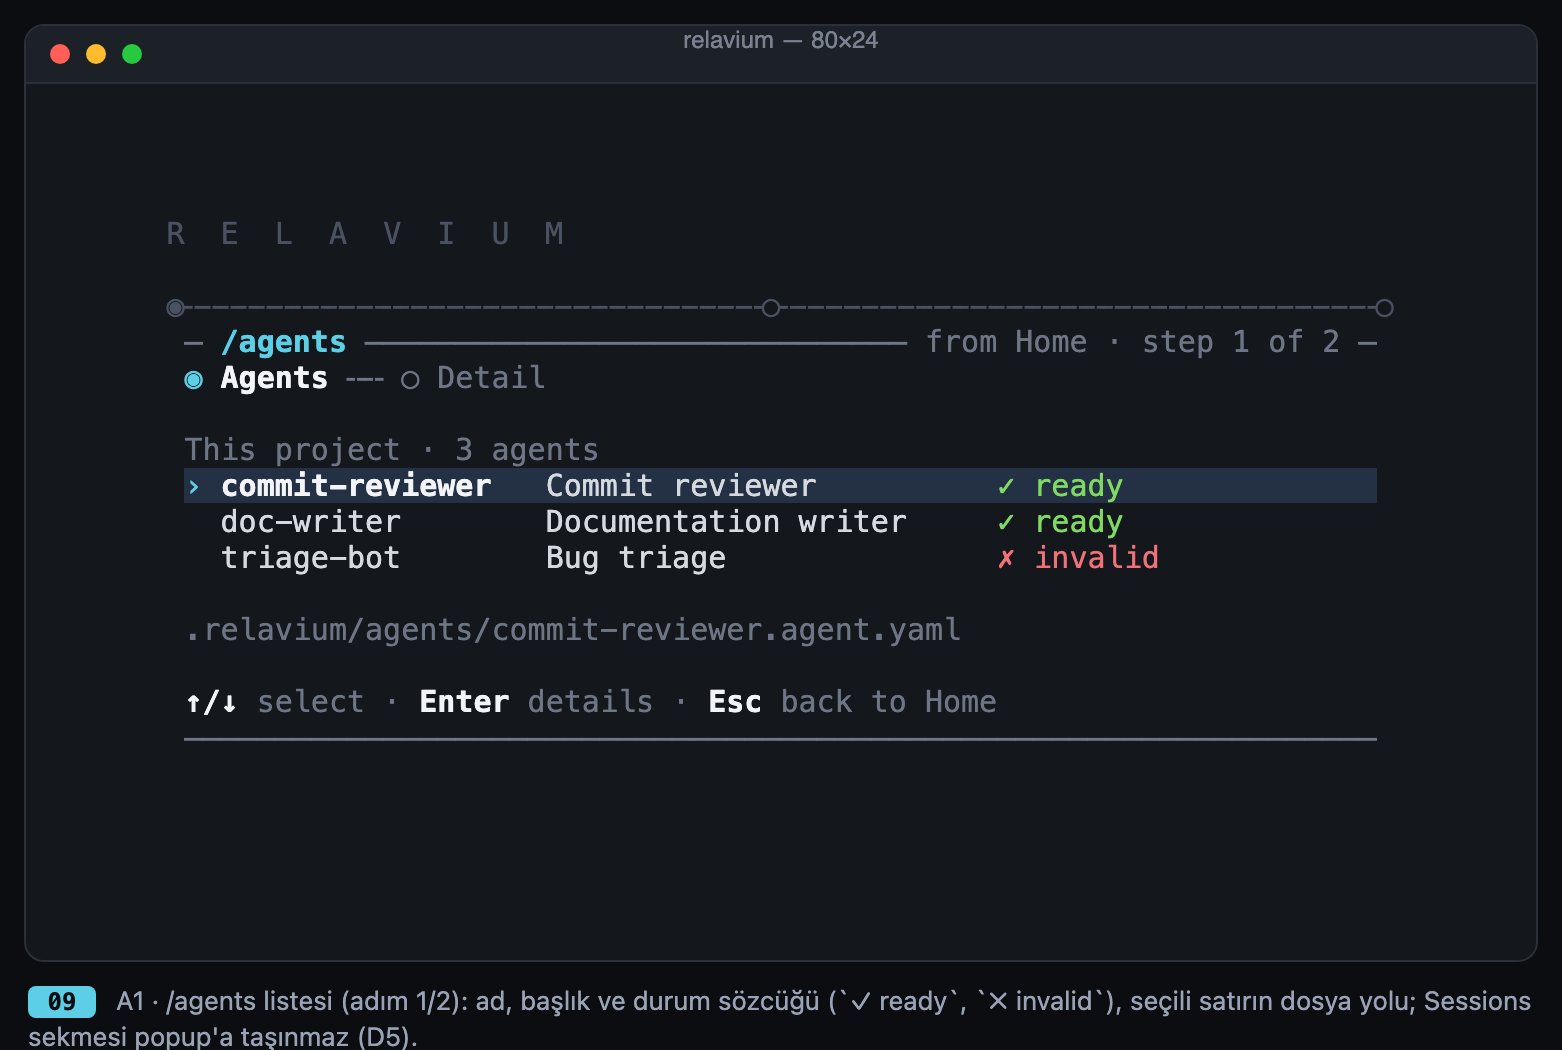 relavium — 80×24
R E L A V I U M
— /agents ———————————————— from Home · step 1 of 2 —
◉ Agents --- ○ Detail
This project · 3 agents
› commit-reviewer Commit reviewer ✓ ready
doc-writer Documentation writer ✓ ready
triage-bot Bug triage ✗ invalid
.relavium/agents/commit-reviewer.agent.yaml
↑/↓ select · Enter details · Esc back to Home
09 A1 · /agents listesi (adım 1/2): ad, başlık ve durum sözcüğü (`✓ ready`, `✕ invalid`), seçili satırın dosya yolu; Sessions
sekmesi popup'a taşınmaz (D5).